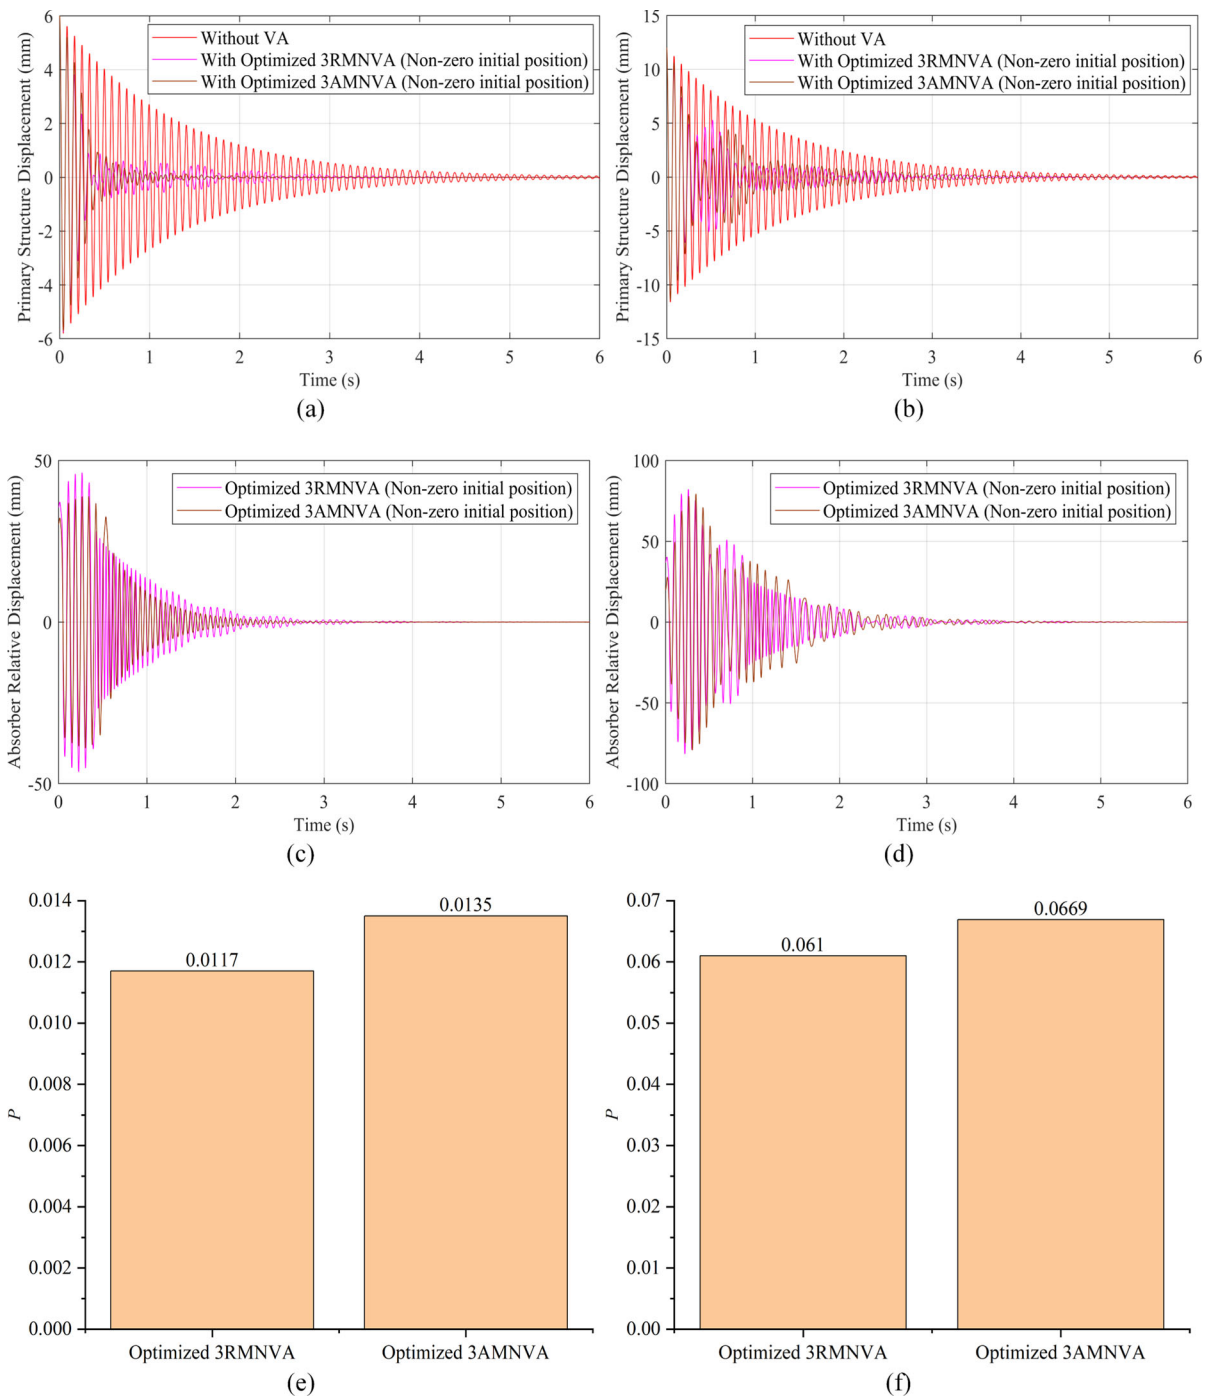 Primary Structure Displacement (mm)
6
4
2
0
-2
-4
-6
Without VA
With Optimized 3RMNVA (Non-zero initial position)
With Optimized 3AMNVA (Non-zero initial position)
0 1 2 3 4 5 6
Time (s)
(a)
Primary Structure Displacement (mm)
15
10
5
0
-5
-10
-15
Without VA
With Optimized 3RMNVA (Non-zero initial position)
With Optimized 3AMNVA (Non-zero initial position)
0 1 2 3 4 5 6
Time (s)
(b)
Absorber Relative Displacement (mm)
50
0
-50
Optimized 3RMNVA (Non-zero initial position)
Optimized 3AMNVA (Non-zero initial position)
0 1 2 3 4 5 6
Time (s)
(c)
Absorber Relative Displacement (mm)
100
50
0
-50
-100
Optimized 3RMNVA (Non-zero initial position)
Optimized 3AMNVA (Non-zero initial position)
0 1 2 3 4 5 6
Time (s)
(d)
P
0.014
0.012
0.010
0.008
0.006
0.004
0.002
0.000
0.0117
0.0135
Optimized 3RMNVA
Optimized 3AMNVA
(e)
P
0.07
0.06
0.05
0.04
0.03
0.02
0.01
0
0.061
0.0669
Optimized 3RMNVA
Optimized 3AMNVA
(f)